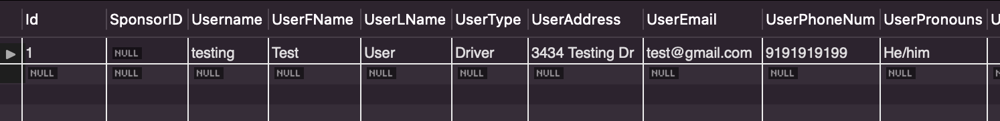 Id SponsorID Username UserFName UserLName UserType UserAddress UserEmail UserPhoneNum UserPronouns
1 NULL testing Test User Driver 3434 Testing Dr test@gmail.com 9191919199 He/him
NULL NULL NULL NULL NULL NULL NULL NULL NULL NULL